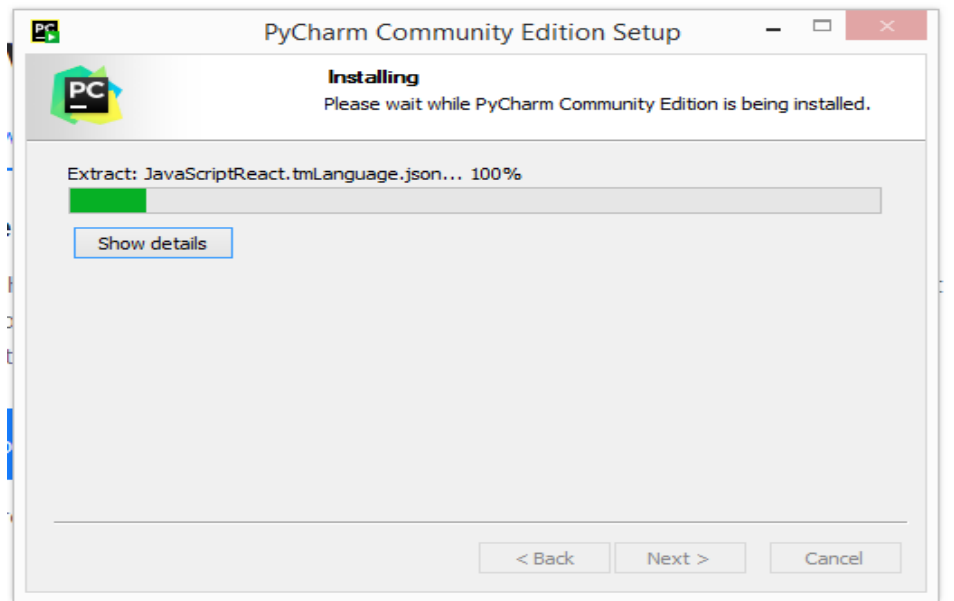 PC
PyCharm Community Edition Setup
PC
Installing
Please wait while PyCharm Community Edition is being installed.
Extract: JavaScriptReact.tmLanguage.json... 100%
Show details
< Back
Next >
Cancel